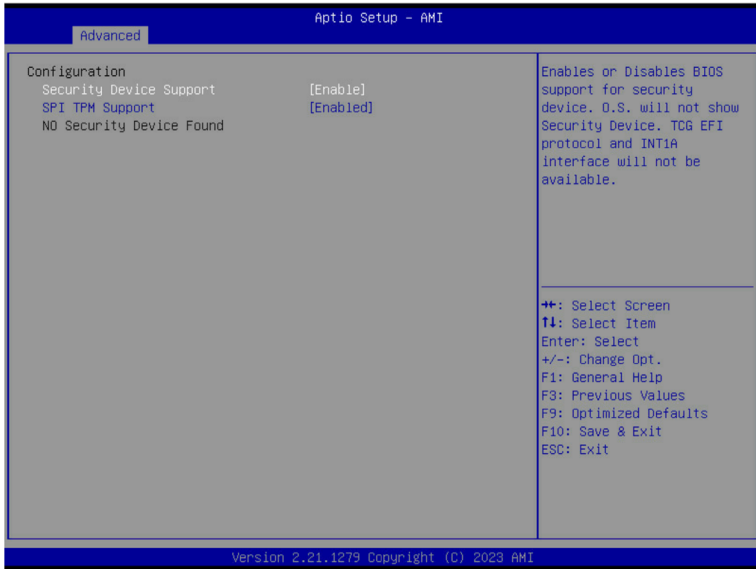 Aptio Setup - AMI
Advanced
Configuration
Security Device Support [Enable]
SPI TPM Support [Enabled]
NO Security Device Found
Enables or Disables BIOS
support for security
device. O.S. will not show
Security Device. TCG EFI
protocol and INT1A
interface will not be
available.
→←: Select Screen
↑↓: Select Item
Enter: Select
+/-: Change Opt.
F1: General Help
F3: Previous Values
F9: Optimized Defaults
F10: Save & Exit
ESC: Exit
Version 2.21.1279 Copyright (C) 2023 AMI